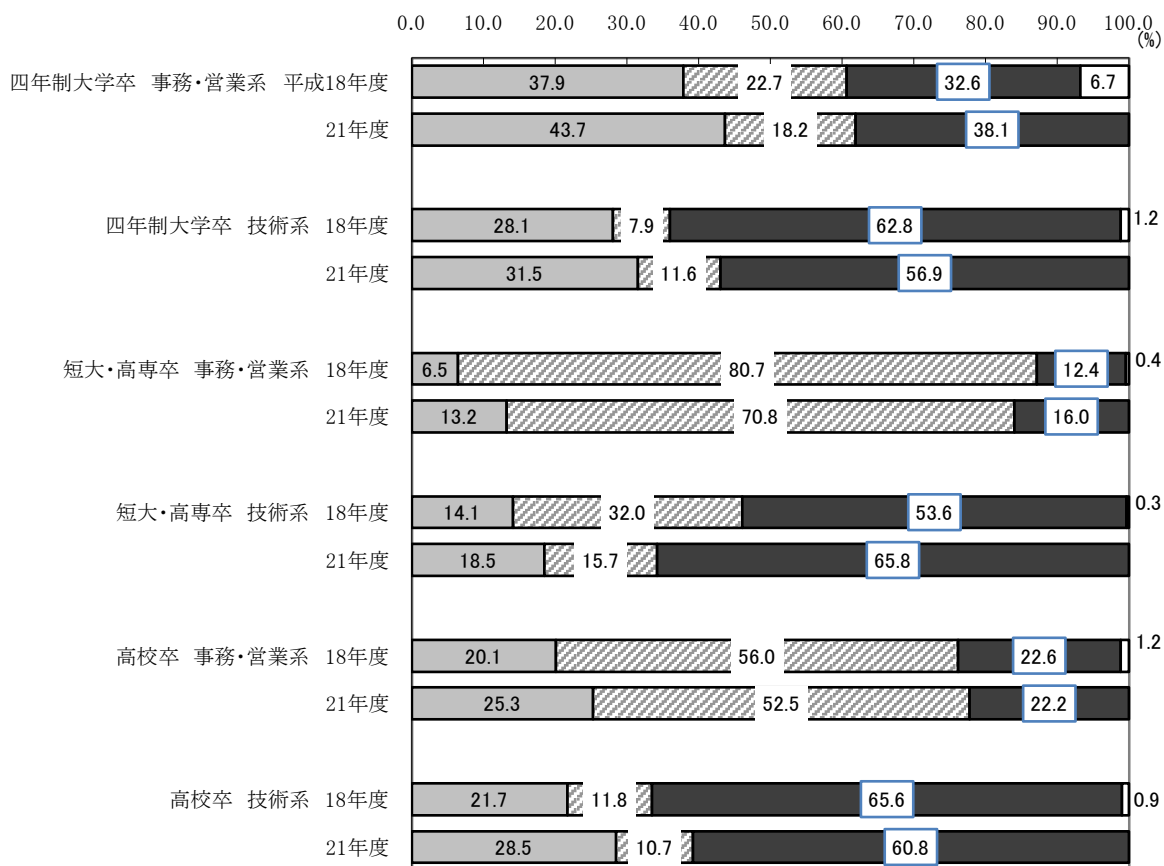 0.0 10.0 20.0 30.0 40.0 50.0 60.0 70.0 80.0 90.0 100.0
(%)
四年制大学卒 事務・営業系 平成18年度 37.9 22.7 32.6 6.7
21年度 43.7 18.2 38.1
四年制大学卒 技術系 18年度 28.1 7.9 62.8 1.2
21年度 31.5 11.6 56.9
短大・高専卒 事務・営業系 18年度 6.5 80.7 12.4 0.4
21年度 13.2 70.8 16.0
短大・高専卒 技術系 18年度 14.1 32.0 53.6 0.3
21年度 18.5 15.7 65.8
高校卒 事務・営業系 18年度 20.1 56.0 22.6 1.2
21年度 25.3 52.5 22.2
高校卒 技術系 18年度 21.7 11.8 65.6 0.9
21年度 28.5 10.7 60.8